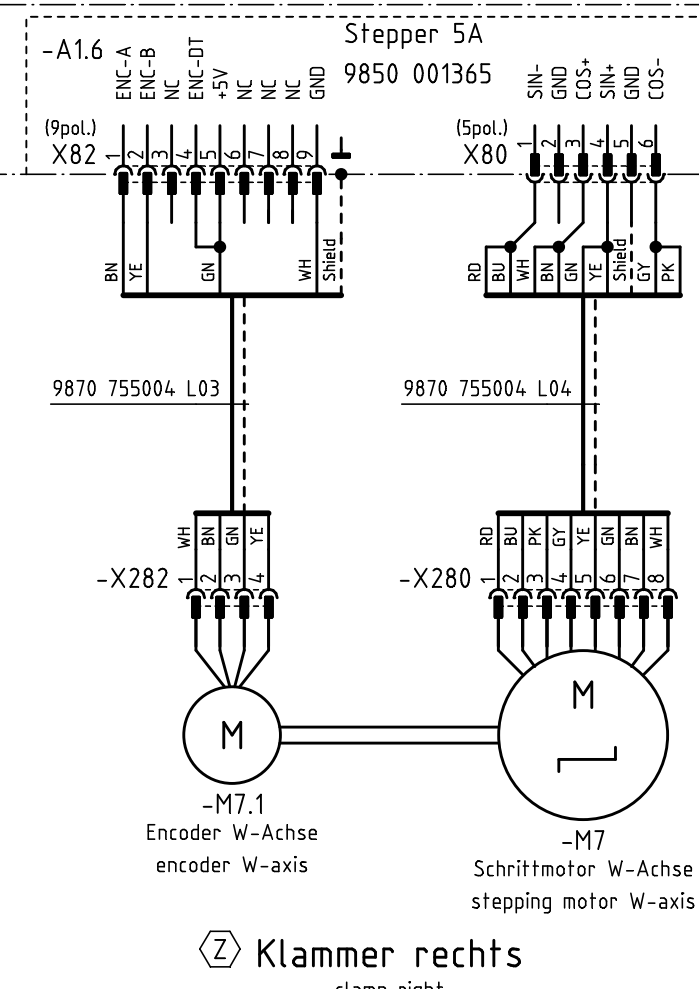 Stepper 5A
9850 001365
-A1.6
ENC-A
ENC-B
NC
ENC-DT
+5V
NC
NC
NC
GND
SIN-
GND
COS+
SIN+
GND
COS-
(9pol.)
X82
1 2 3 4 5 6 7 8 9
(5pol.)
X80
1 2 3 4 5 6
BN YE GN WH Shield
RD BU WH BN GN YE Shield GY PK
9870 755004 L03
9870 755004 L04
WH BN GN YE
RD BU PK GY YE GN BN WH
-X282
1 2 3 4
-X280
1 2 3 4 5 6 7 8
M
M
-M7.1
Encoder W-Achse
encoder W-axis
-M7
Schrittmotor W-Achse
stepping motor W-axis
Z Klammer rechts
clamp right